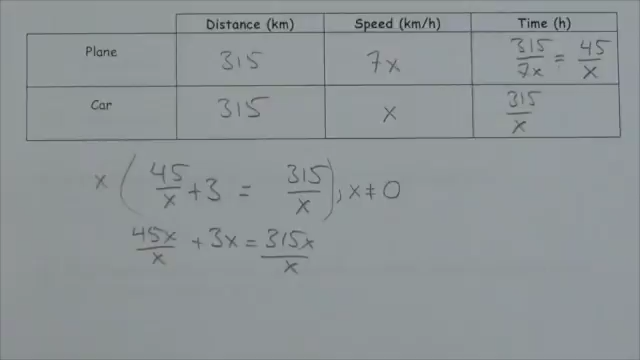 Distance (km) Speed (km/h) Time (h)
Plane 315 7x 315/7x = 45/x
Car 315 x 315/x
x ( 45/x + 3 = 315/x ) , x ≠ 0
45x/x + 3x = 315x/x